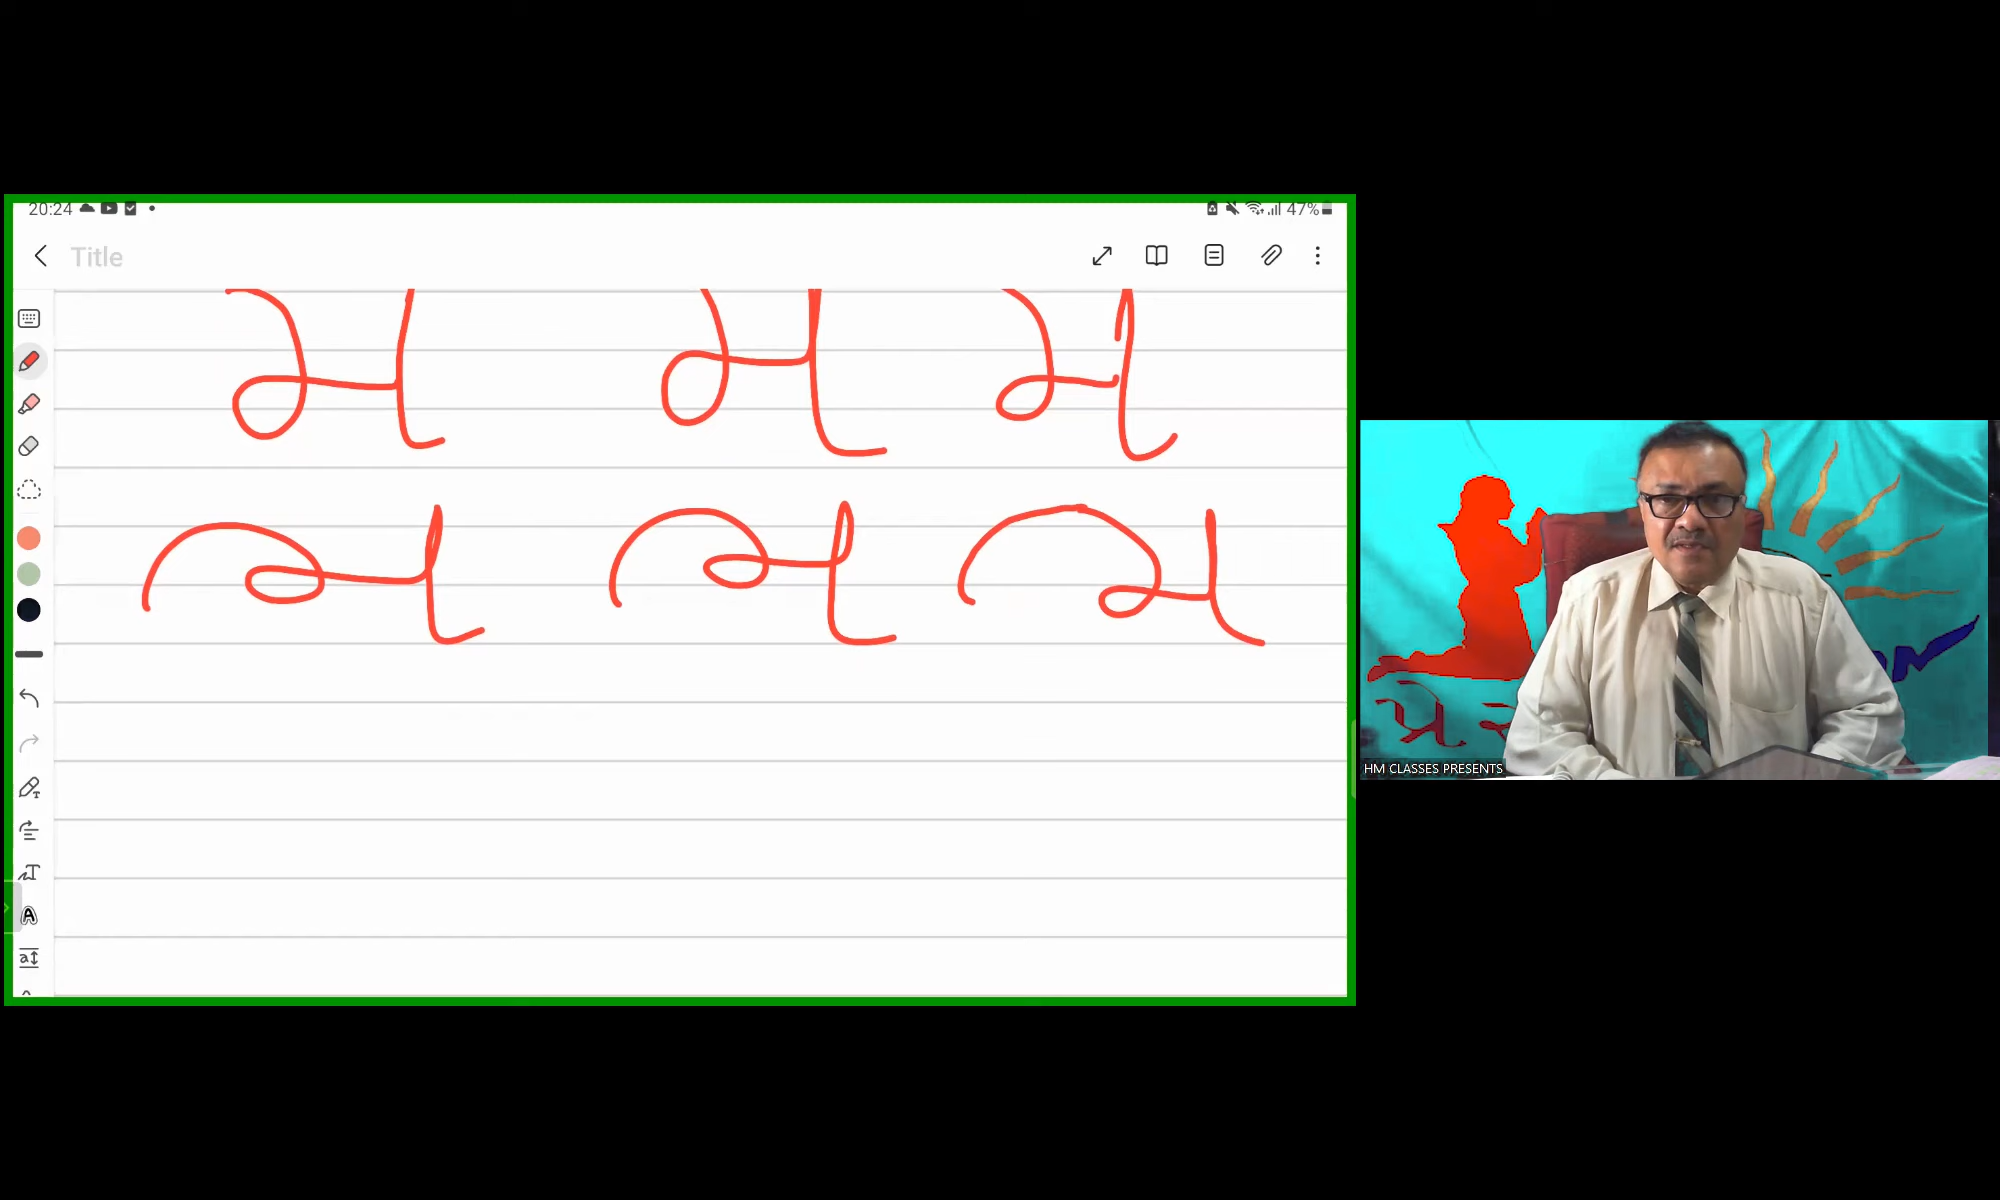 20:24 47%
Title
મ મ મ
ભ ભ ભ
પ્રે
HM CLASSES PRESENTS